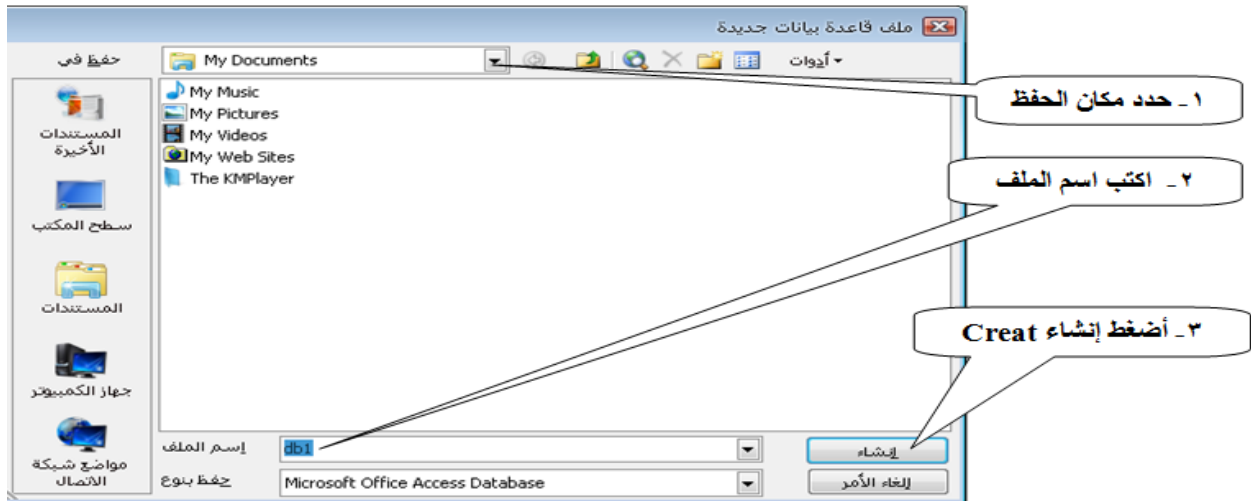 ملف قاعدة بيانات جديدة
حفظ في
My Documents
أدوات
My Music
My Pictures
My Videos
My Web Sites
The KMPlayer
المستندات
الأخيرة
سطح المكتب
المستندات
جهاز الكمبيوتر
مواضع شبكة
الاتصال
١ـ حدد مكان الحفظ
٢ـ اكتب اسم الملف
٣ـ أضغط إنشاء Creat
إسم الملف
db1
إنشاء
حفظ بنوع
Microsoft Office Access Database
إلغاء الأمر